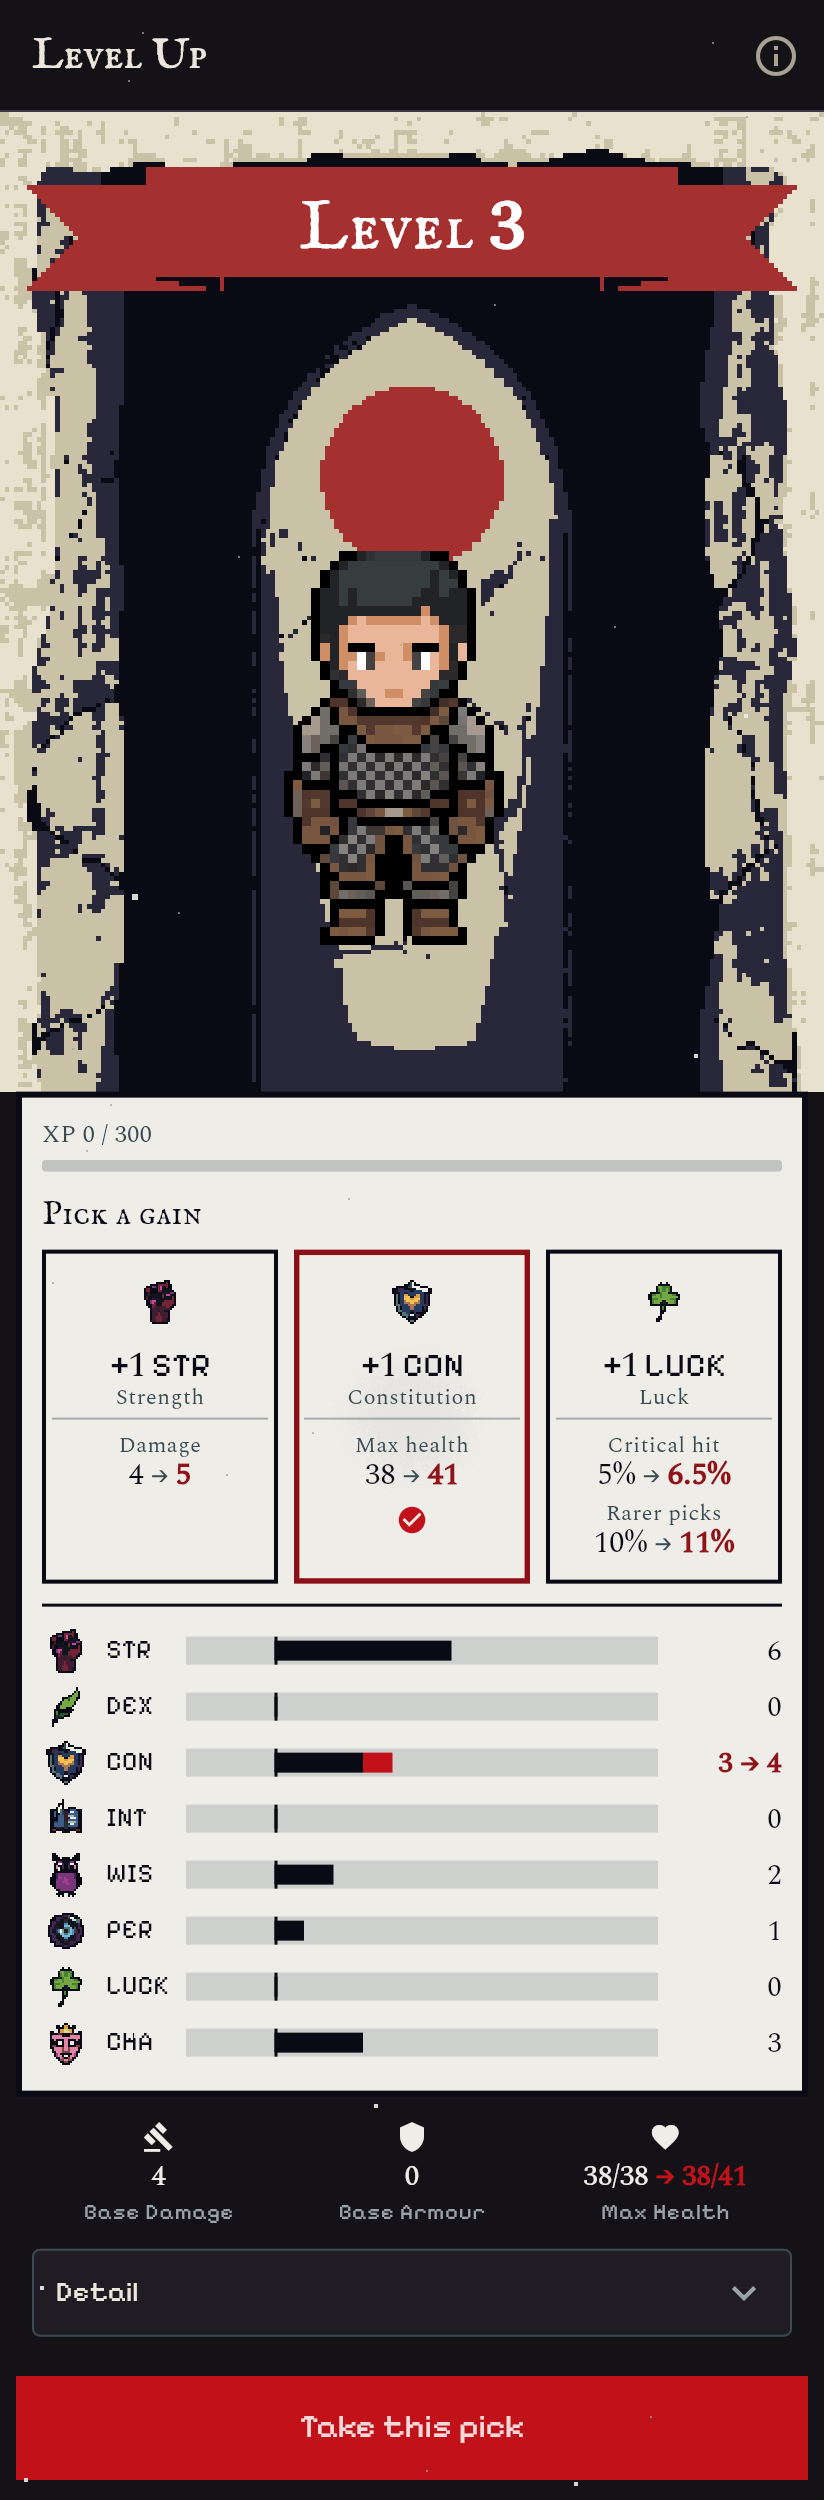 Level Up
Level 3
XP 0 / 300
Pick a gain
+1 STR
Strength
Damage
4 → 5
+1 CON
Constitution
Max health
38 → 41
+1 LUCK
Luck
Critical hit
5% → 6.5%
Rarer picks
10% → 11%
STR 6
DEX 0
CON 3 → 4
INT 0
WIS 2
PER 1
LUCK 0
CHA 3
4
Base Damage
0
Base Armour
38/38 → 38/41
Max Health
Detail
Take this pick